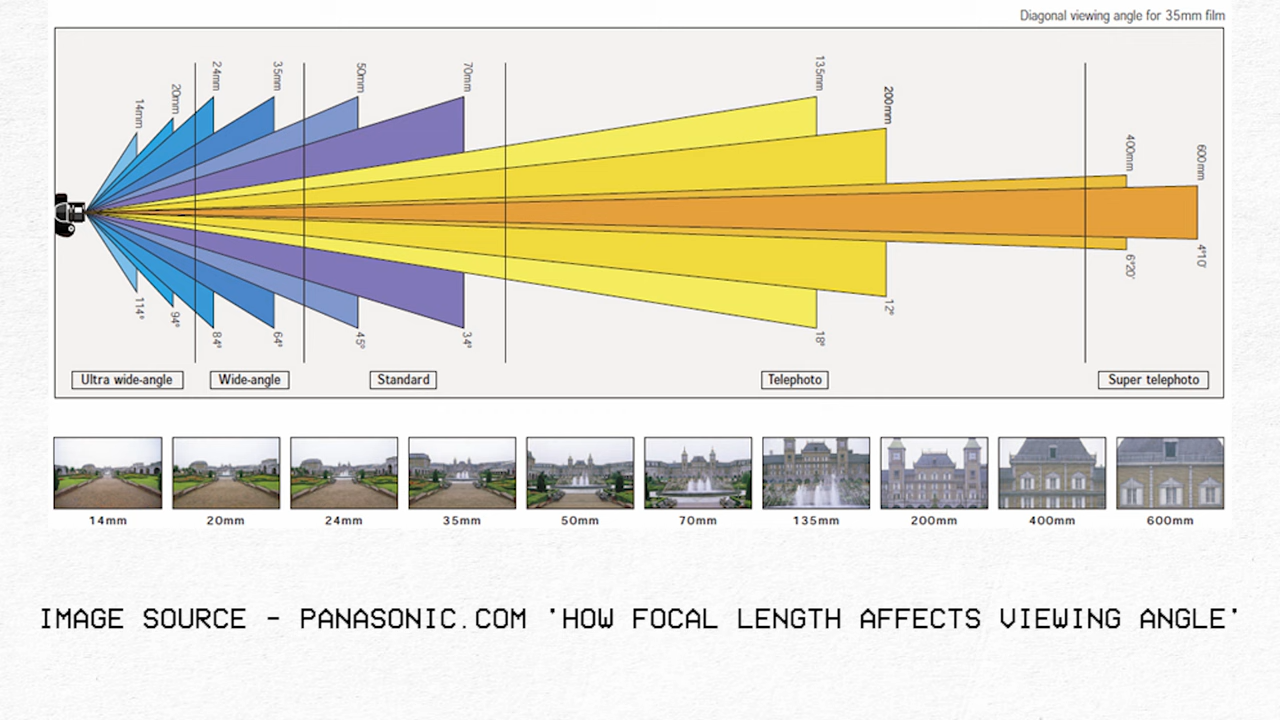 Diagonal viewing angle for 35mm film
14mm
20mm
24mm
35mm
50mm
70mm
135mm
200mm
400mm
600mm
114°
94°
84°
64°
45°
34°
18°
12°
6°20'
4°10'
Ultra wide-angle
Wide-angle
Standard
Telephoto
Super telephoto
14mm
20mm
24mm
35mm
50mm
70mm
135mm
200mm
400mm
600mm
IMAGE SOURCE - PANASONIC.COM 'HOW FOCAL LENGTH AFFECTS VIEWING ANGLE'